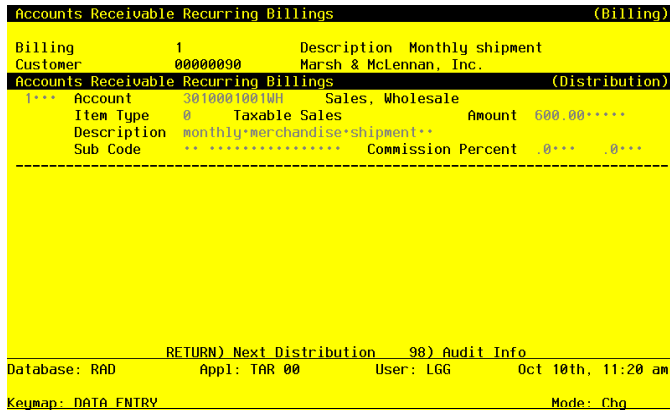 Accounts Receivable Recurring Billings (Billing)
Billing 1 Description Monthly shipment
Customer 00000090 Marsh & McLennan, Inc.
Accounts Receivable Recurring Billings (Distribution)
1··· Account 3010001001WH Sales, Wholesale
Item Type 0 Taxable Sales Amount 600.00·····
Description monthly·merchandise·shipment··
Sub Code ·· ················ Commission Percent .0··· .0···
RETURN) Next Distribution 98) Audit Info
Database: RAD Appl: TAR 00 User: LGG Oct 10th, 11:20 am
Keymap: DATA ENTRY Mode: Chg